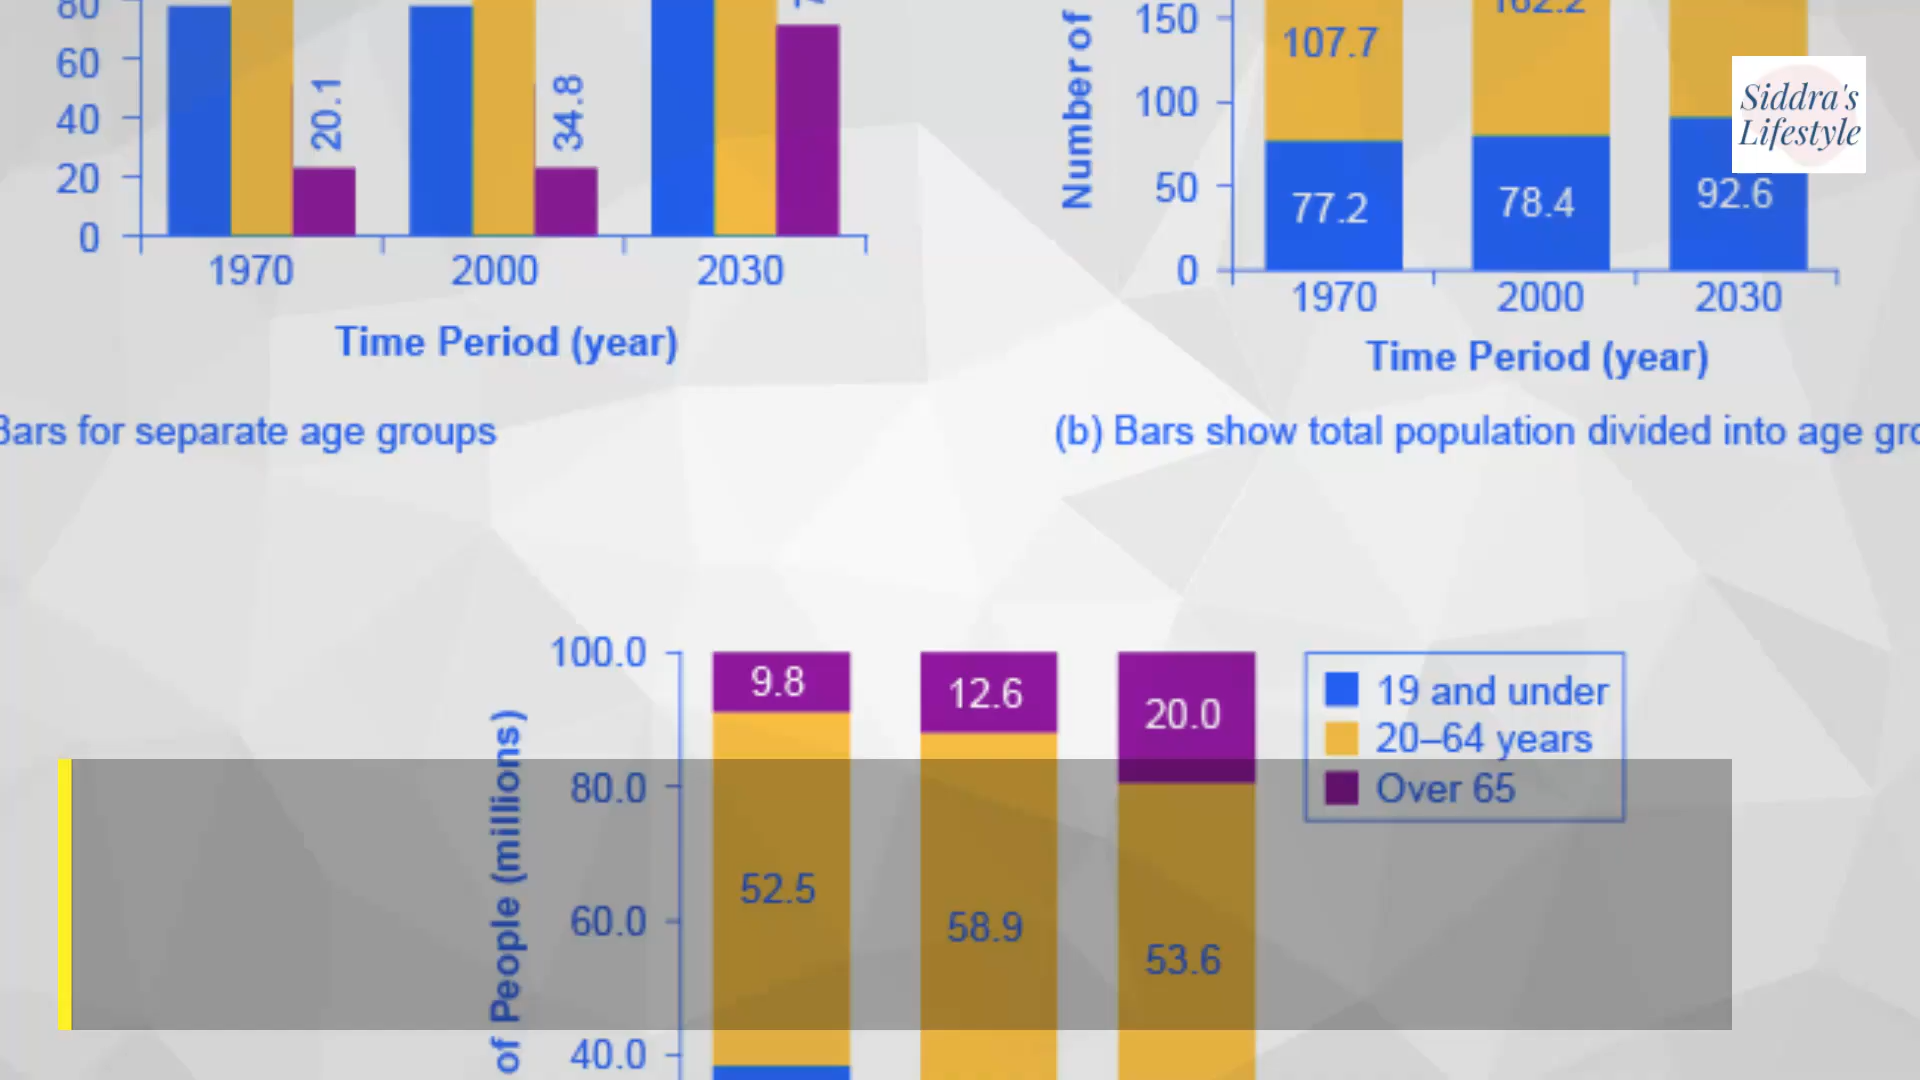 80
60
40
20
0
20.1
34.8
1970 2000 2030
Time Period (year)
Bars for separate age groups
Number of
150
100
50
0
107.7
162.2
77.2
78.4
92.6
1970 2000 2030
Time Period (year)
(b) Bars show total population divided into age
Siddra's
Lifestyle
of People (millions)
100.0
80.0
60.0
40.0
9.8
12.6
20.0
52.5
58.9
53.6
19 and under
20–64 years
Over 65